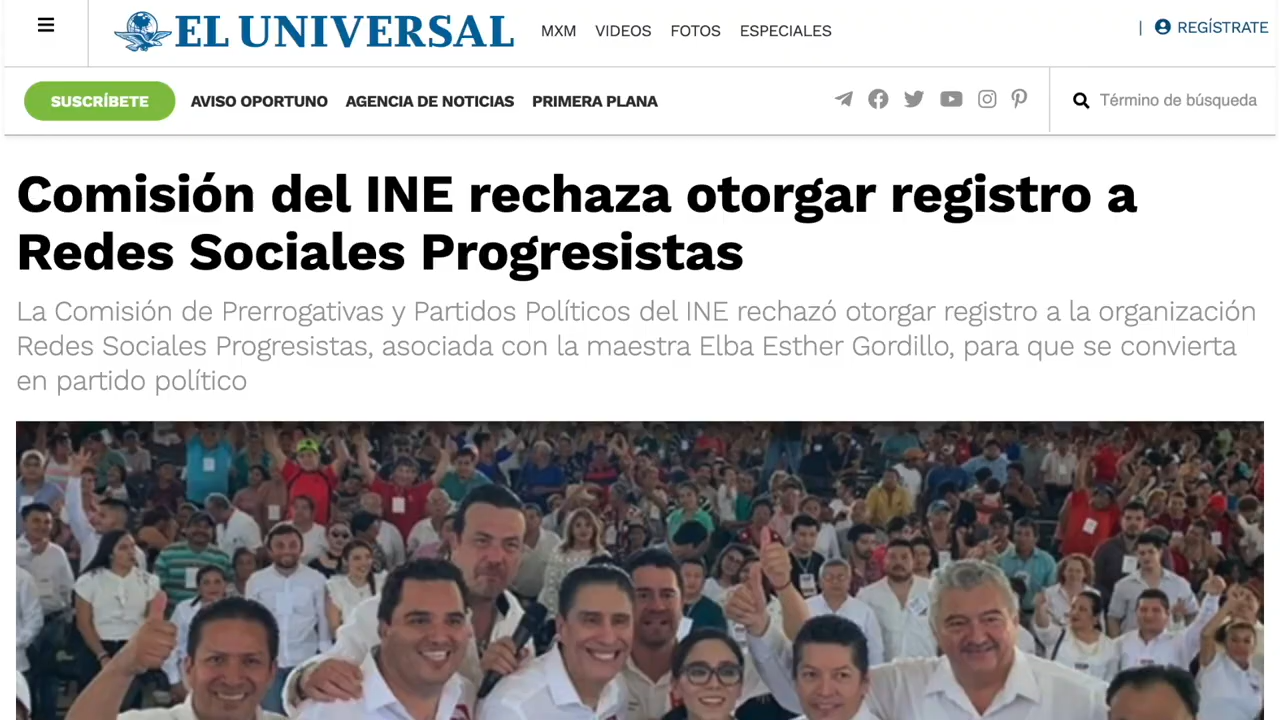 EL UNIVERSAL
MXM VIDEOS FOTOS ESPECIALES
| REGÍSTRATE
SUSCRÍBETE AVISO OPORTUNO AGENCIA DE NOTICIAS PRIMERA PLANA
Término de búsqueda
Comisión del INE rechaza otorgar registro a
Redes Sociales Progresistas
La Comisión de Prerrogativas y Partidos Políticos del INE rechazó otorgar registro a la organización
Redes Sociales Progresistas, asociada con la maestra Elba Esther Gordillo, para que se convierta
en partido político